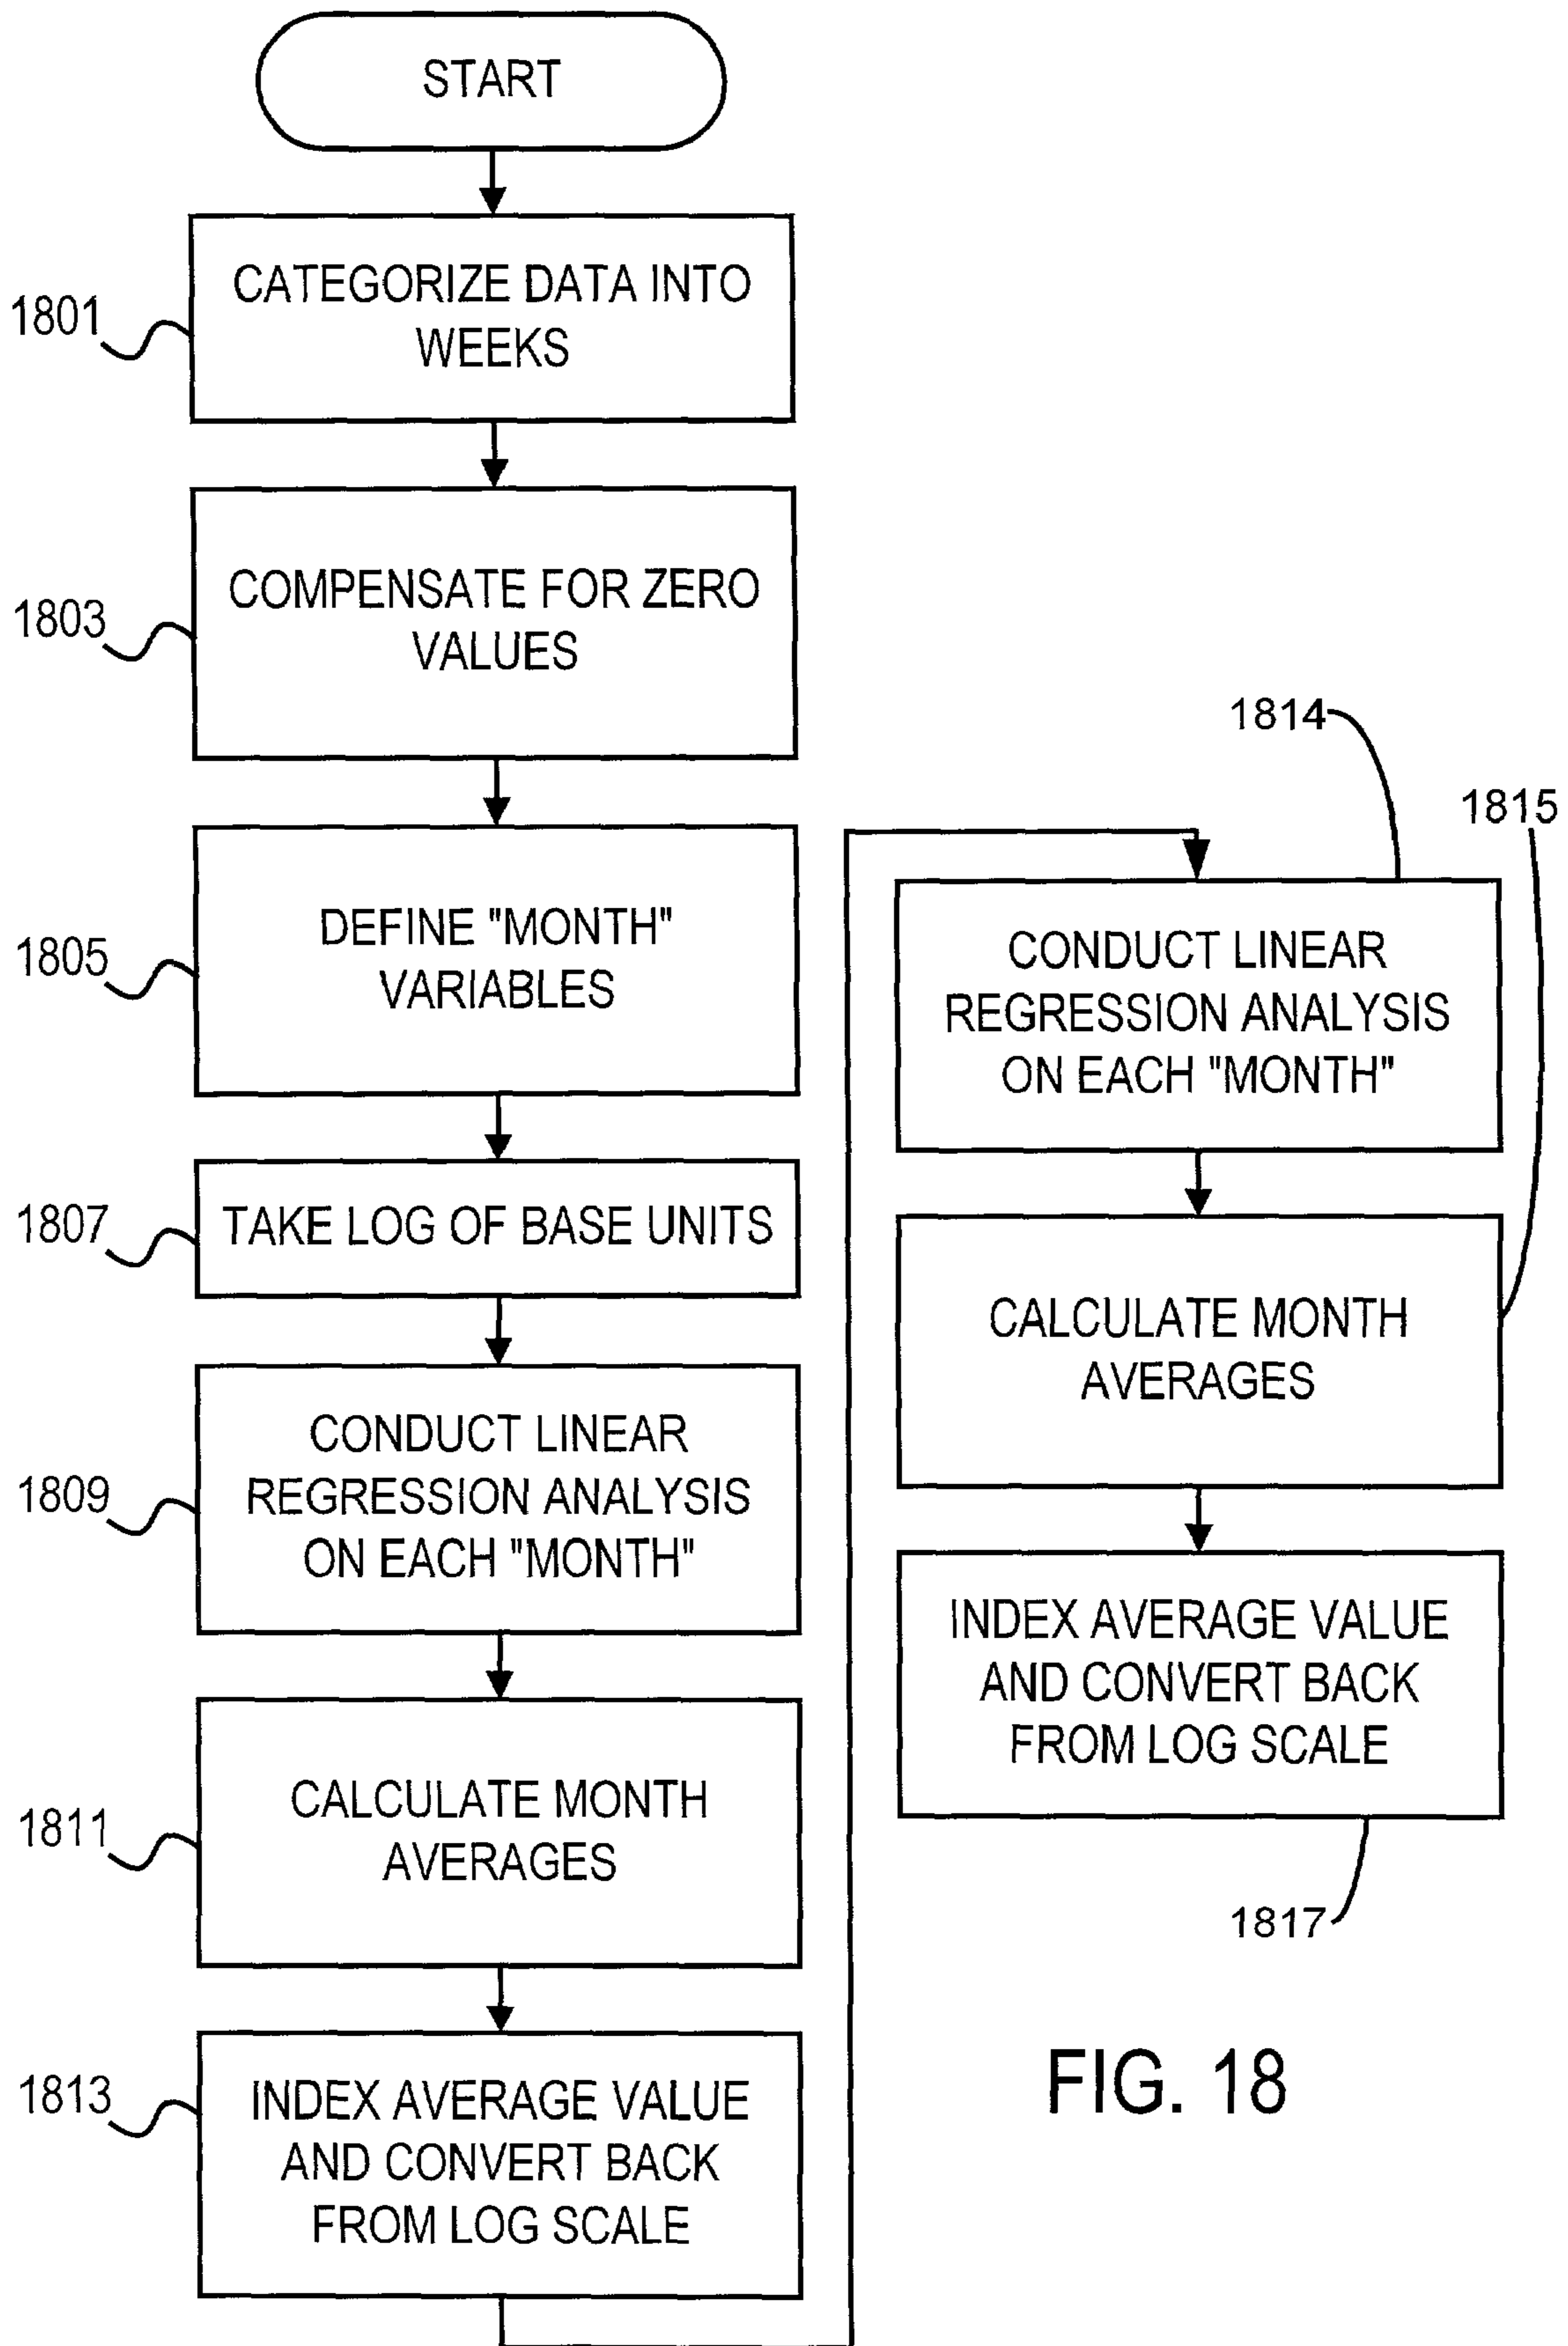 START
1801
CATEGORIZE DATA INTO
WEEKS
1803
COMPENSATE FOR ZERO
VALUES
1805
DEFINE "MONTH"
VARIABLES
1807
TAKE LOG OF BASE UNITS
1809
CONDUCT LINEAR
REGRESSION ANALYSIS
ON EACH "MONTH"
1811
CALCULATE MONTH
AVERAGES
1813
INDEX AVERAGE VALUE
AND CONVERT BACK
FROM LOG SCALE
1814
CONDUCT LINEAR
REGRESSION ANALYSIS
ON EACH "MONTH"
1815
CALCULATE MONTH
AVERAGES
INDEX AVERAGE VALUE
AND CONVERT BACK
FROM LOG SCALE
1817
FIG. 18